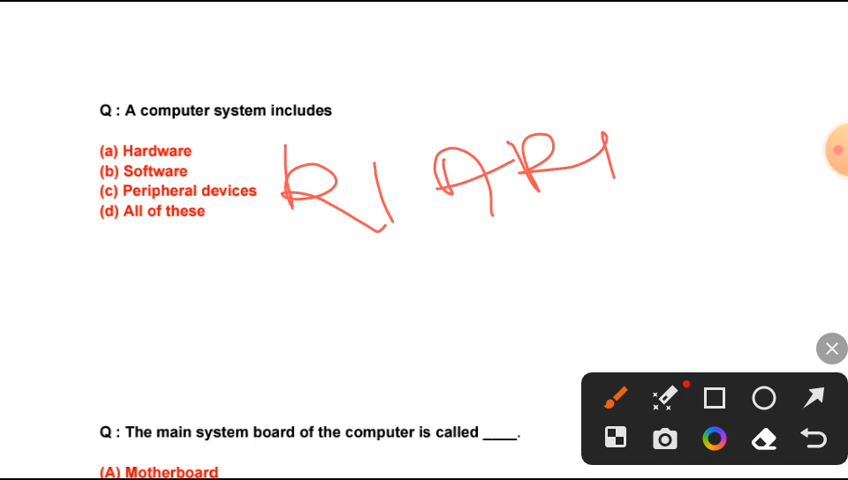 Q : A computer system includes
(a) Hardware
(b) Software
(c) Peripheral devices
(d) All of these
Q : The main system board of the computer is called ____.
(A) Motherboard